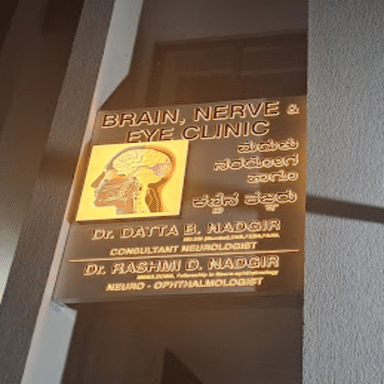 BRAIN, NERVE &
EYE CLINIC
ಮೆದುಳು
ನರರೋಗ
ಹಾಗೂ
ಕಣ್ಣಿನ ತಜ್ಞರು
Dr. DATTA B. NADGIR
CONSULTANT NEUROLOGIST
Dr. RASHMI D. NADGIR
NEURO - OPHTHALMOLOGIST